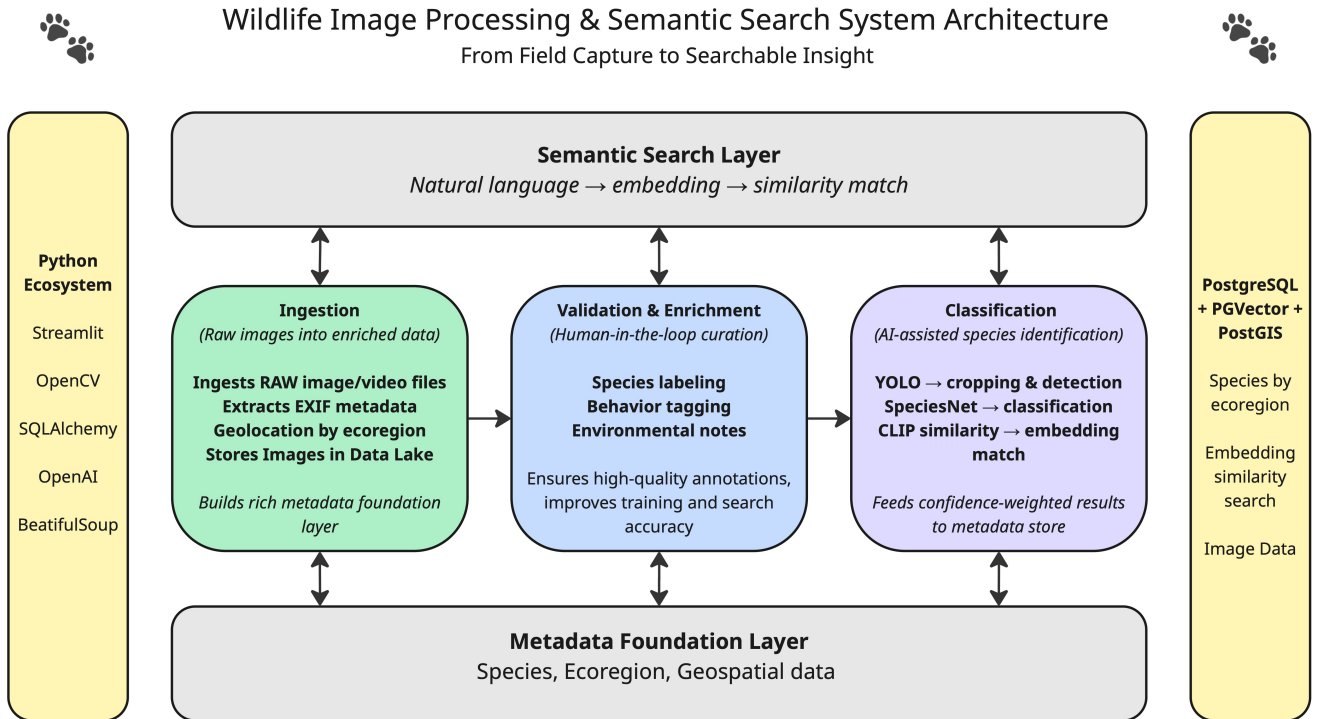 Wildlife Image Processing & Semantic Search System Architecture
From Field Capture to Searchable Insight
Python
Ecosystem
Streamlit
OpenCV
SQLAlchemy
OpenAI
BeatifulSoup
Semantic Search Layer
Natural language → embedding → similarity match
Ingestion
(Raw images into enriched data)
Ingests RAW image/video files
Extracts EXIF metadata
Geolocation by ecoregion
Stores Images in Data Lake
Builds rich metadata foundation
layer
Validation & Enrichment
(Human-in-the-loop curation)
Species labeling
Behavior tagging
Environmental notes
Ensures high-quality annotations,
improves training and search
accuracy
Classification
(AI-assisted species identification)
YOLO → cropping & detection
SpeciesNet → classification
CLIP similarity → embedding
match
Feeds confidence-weighted results
to metadata store
Metadata Foundation Layer
Species, Ecoregion, Geospatial data
PostgreSQL
+ PGVector +
PostGIS
Species by
ecoregion
Embedding
similarity
search
Image Data